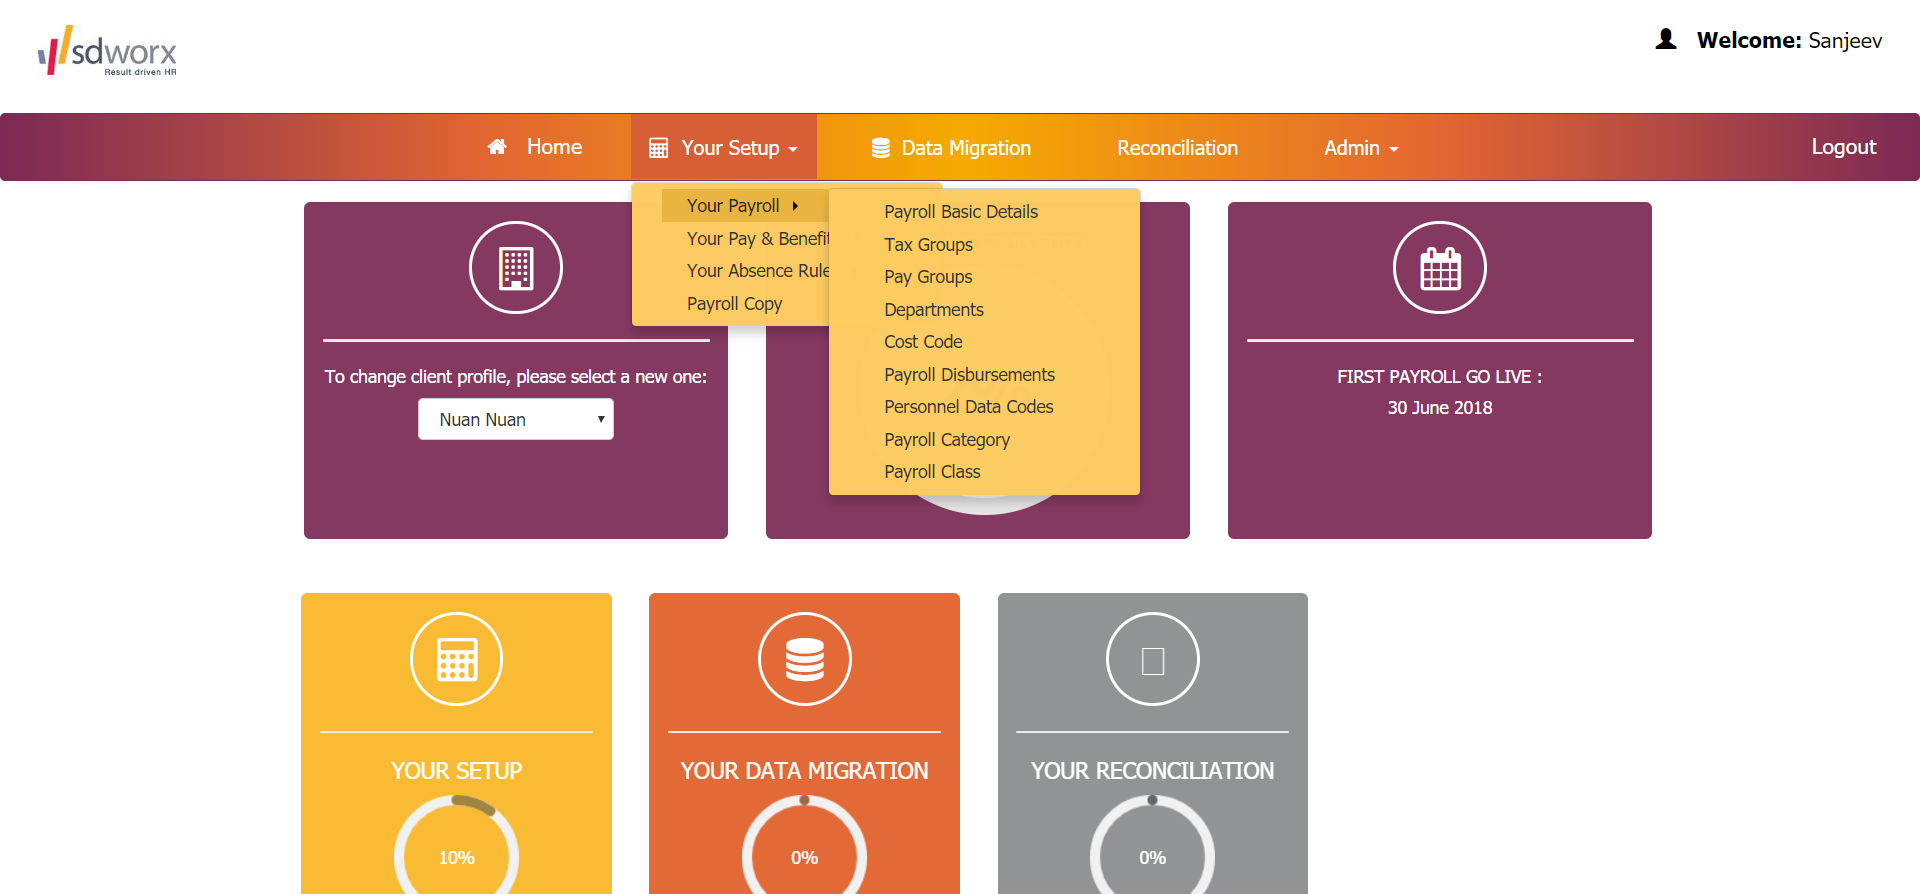 sdworx
Result driven HR
Welcome: Sanjeev
Home
Your Setup
Data Migration
Reconciliation
Admin
Logout
Your Payroll
Your Pay & Benefit
Your Absence Rule
Payroll Copy
Payroll Basic Details
Tax Groups
Pay Groups
Departments
Cost Code
Payroll Disbursements
Personnel Data Codes
Payroll Category
Payroll Class
To change client profile, please select a new one:
Nuan Nuan
FIRST PAYROLL GO LIVE :
30 June 2018
YOUR SETUP
10%
YOUR DATA MIGRATION
0%
YOUR RECONCILIATION
0%